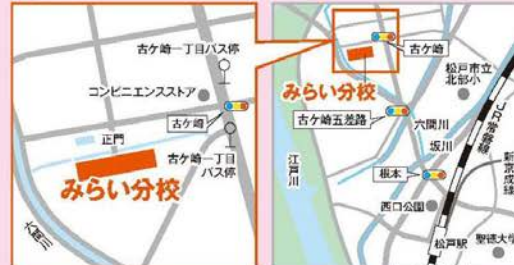 古ケ崎一丁目バス停
コンビニエンスストア
古ケ崎
正門
古ケ崎一丁目
バス停
みらい分校
六間川
古ケ崎
松戸市立
北部小
みらい分校
古ケ崎五差路
六間川
坂川
JR常磐線
新京成線
江戸川
根本
西口公園
松戸駅
聖徳大学